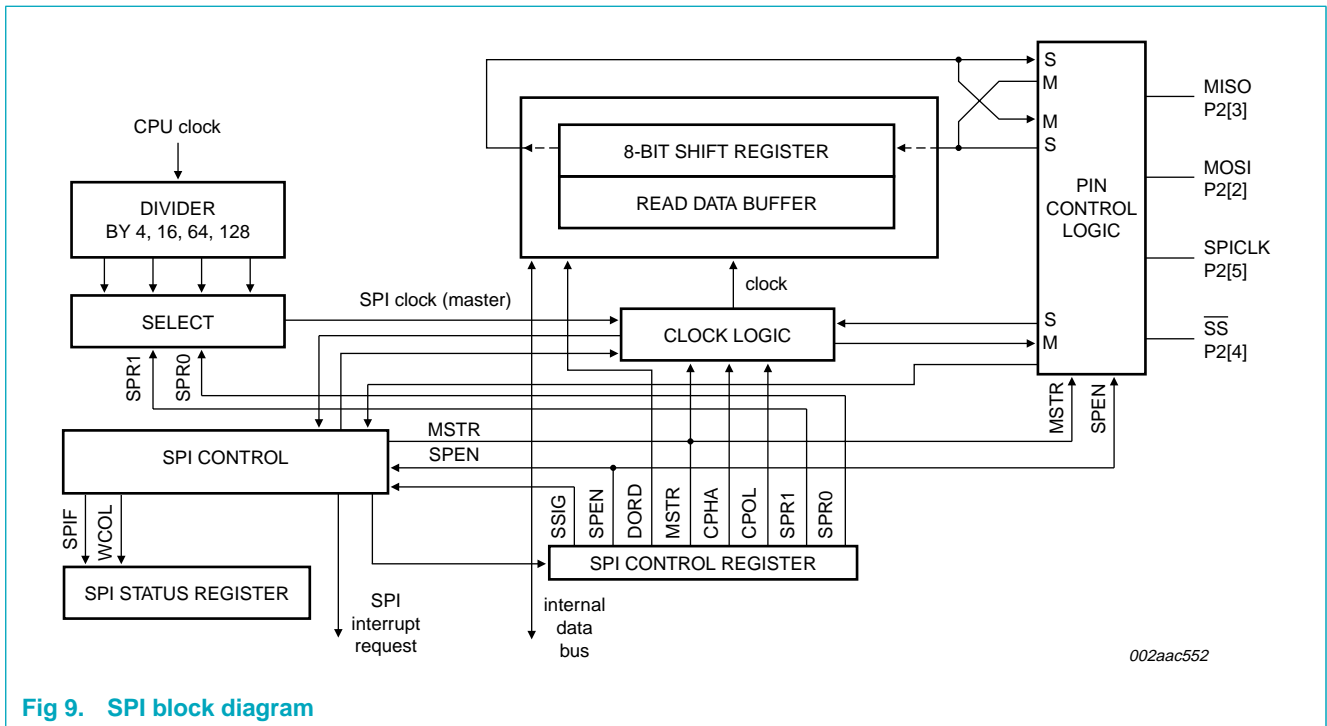 CPU clock
DIVIDER
BY 4, 16, 64, 128
SELECT
SPR1
SPR0
SPI clock (master)
8-BIT SHIFT REGISTER
READ DATA BUFFER
clock
CLOCK LOGIC
S
M
M
S
PIN
CONTROL
LOGIC
S
M
MISO
P2[3]
MOSI
P2[2]
SPICLK
P2[5]
SS
P2[4]
MSTR
SPEN
SPI CONTROL
MSTR
SPEN
SPIF
WCOL
SPI STATUS REGISTER
SPI
interrupt
request
SSIG
SPEN
DORD
MSTR
CPHA
CPOL
SPR1
SPR0
SPI CONTROL REGISTER
internal
data
bus
002aac552
Fig 9. SPI block diagram